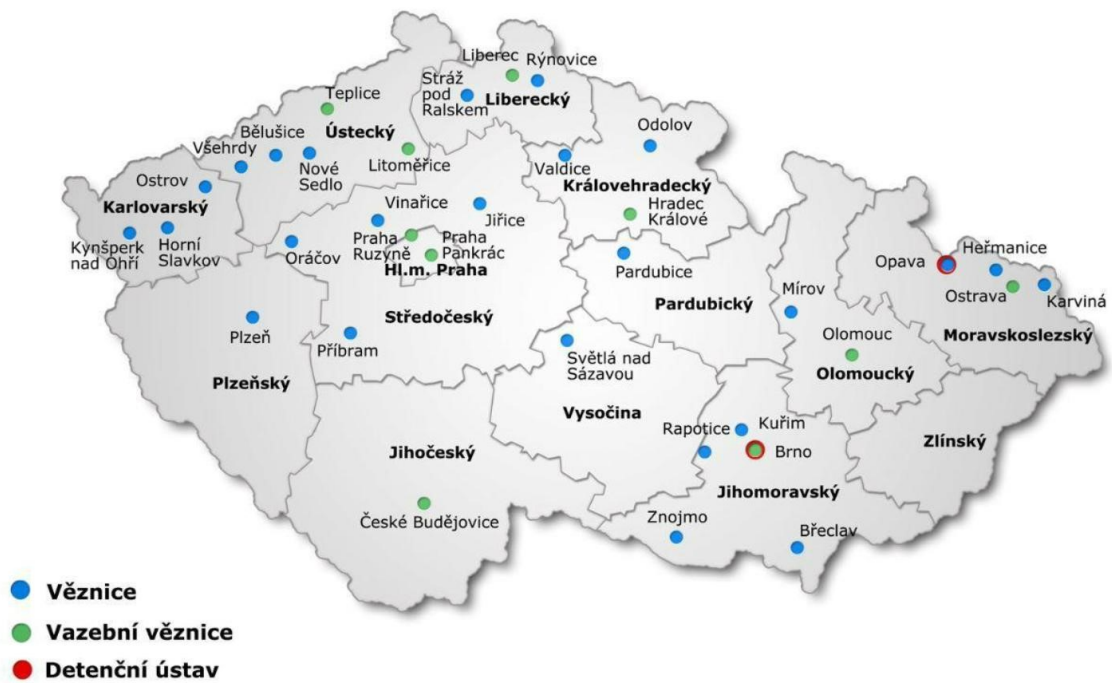 Liberec
Rýnovice
Stráž
pod
Ralskem
Liberecký
Teplice
Ústecký
Bělušice
Všehrdy
Nové
Sedlo
Litoměřice
Odolov
Valdice
Královehradecký
Hradec
Králové
Ostrov
Karlovarský
Kynšperk
nad Ohří
Horní
Slavkov
Vinařice
Jiřice
Oráčov
Praha
Ruzyně
Praha
Pankrác
Hl.m. Praha
Středočeský
Příbram
Plzeň
Plzeňský
Pardubice
Pardubický
Mírov
Opava
Heřmanice
Ostrava
Karviná
Moravskoslezský
Olomouc
Olomoucký
Světlá nad
Sázavou
Vysočina
Rapotice
Kuřim
Brno
Zlínský
Jihočeský
Jihomoravský
České Budějovice
Znojmo
Břeclav
Věznice
Vazební věznice
Detenční ústav